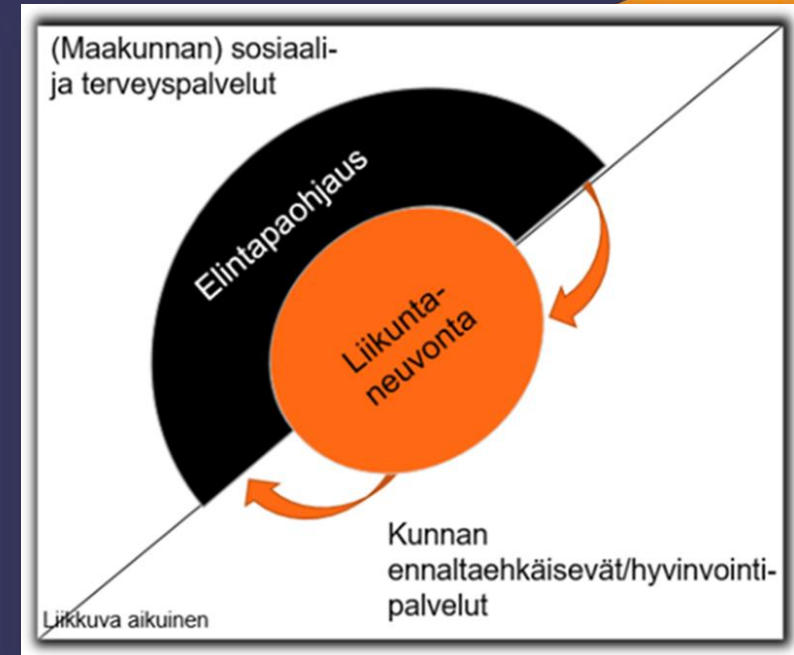 (Maakunnan) sosiaali-
ja terveyspalvelut
Elintapaohjaus
Liikunta-
neuvonta
Kunnan
ennaltaehkäisevät/hyvinvointi-
palvelut
Liikkuva aikuinen